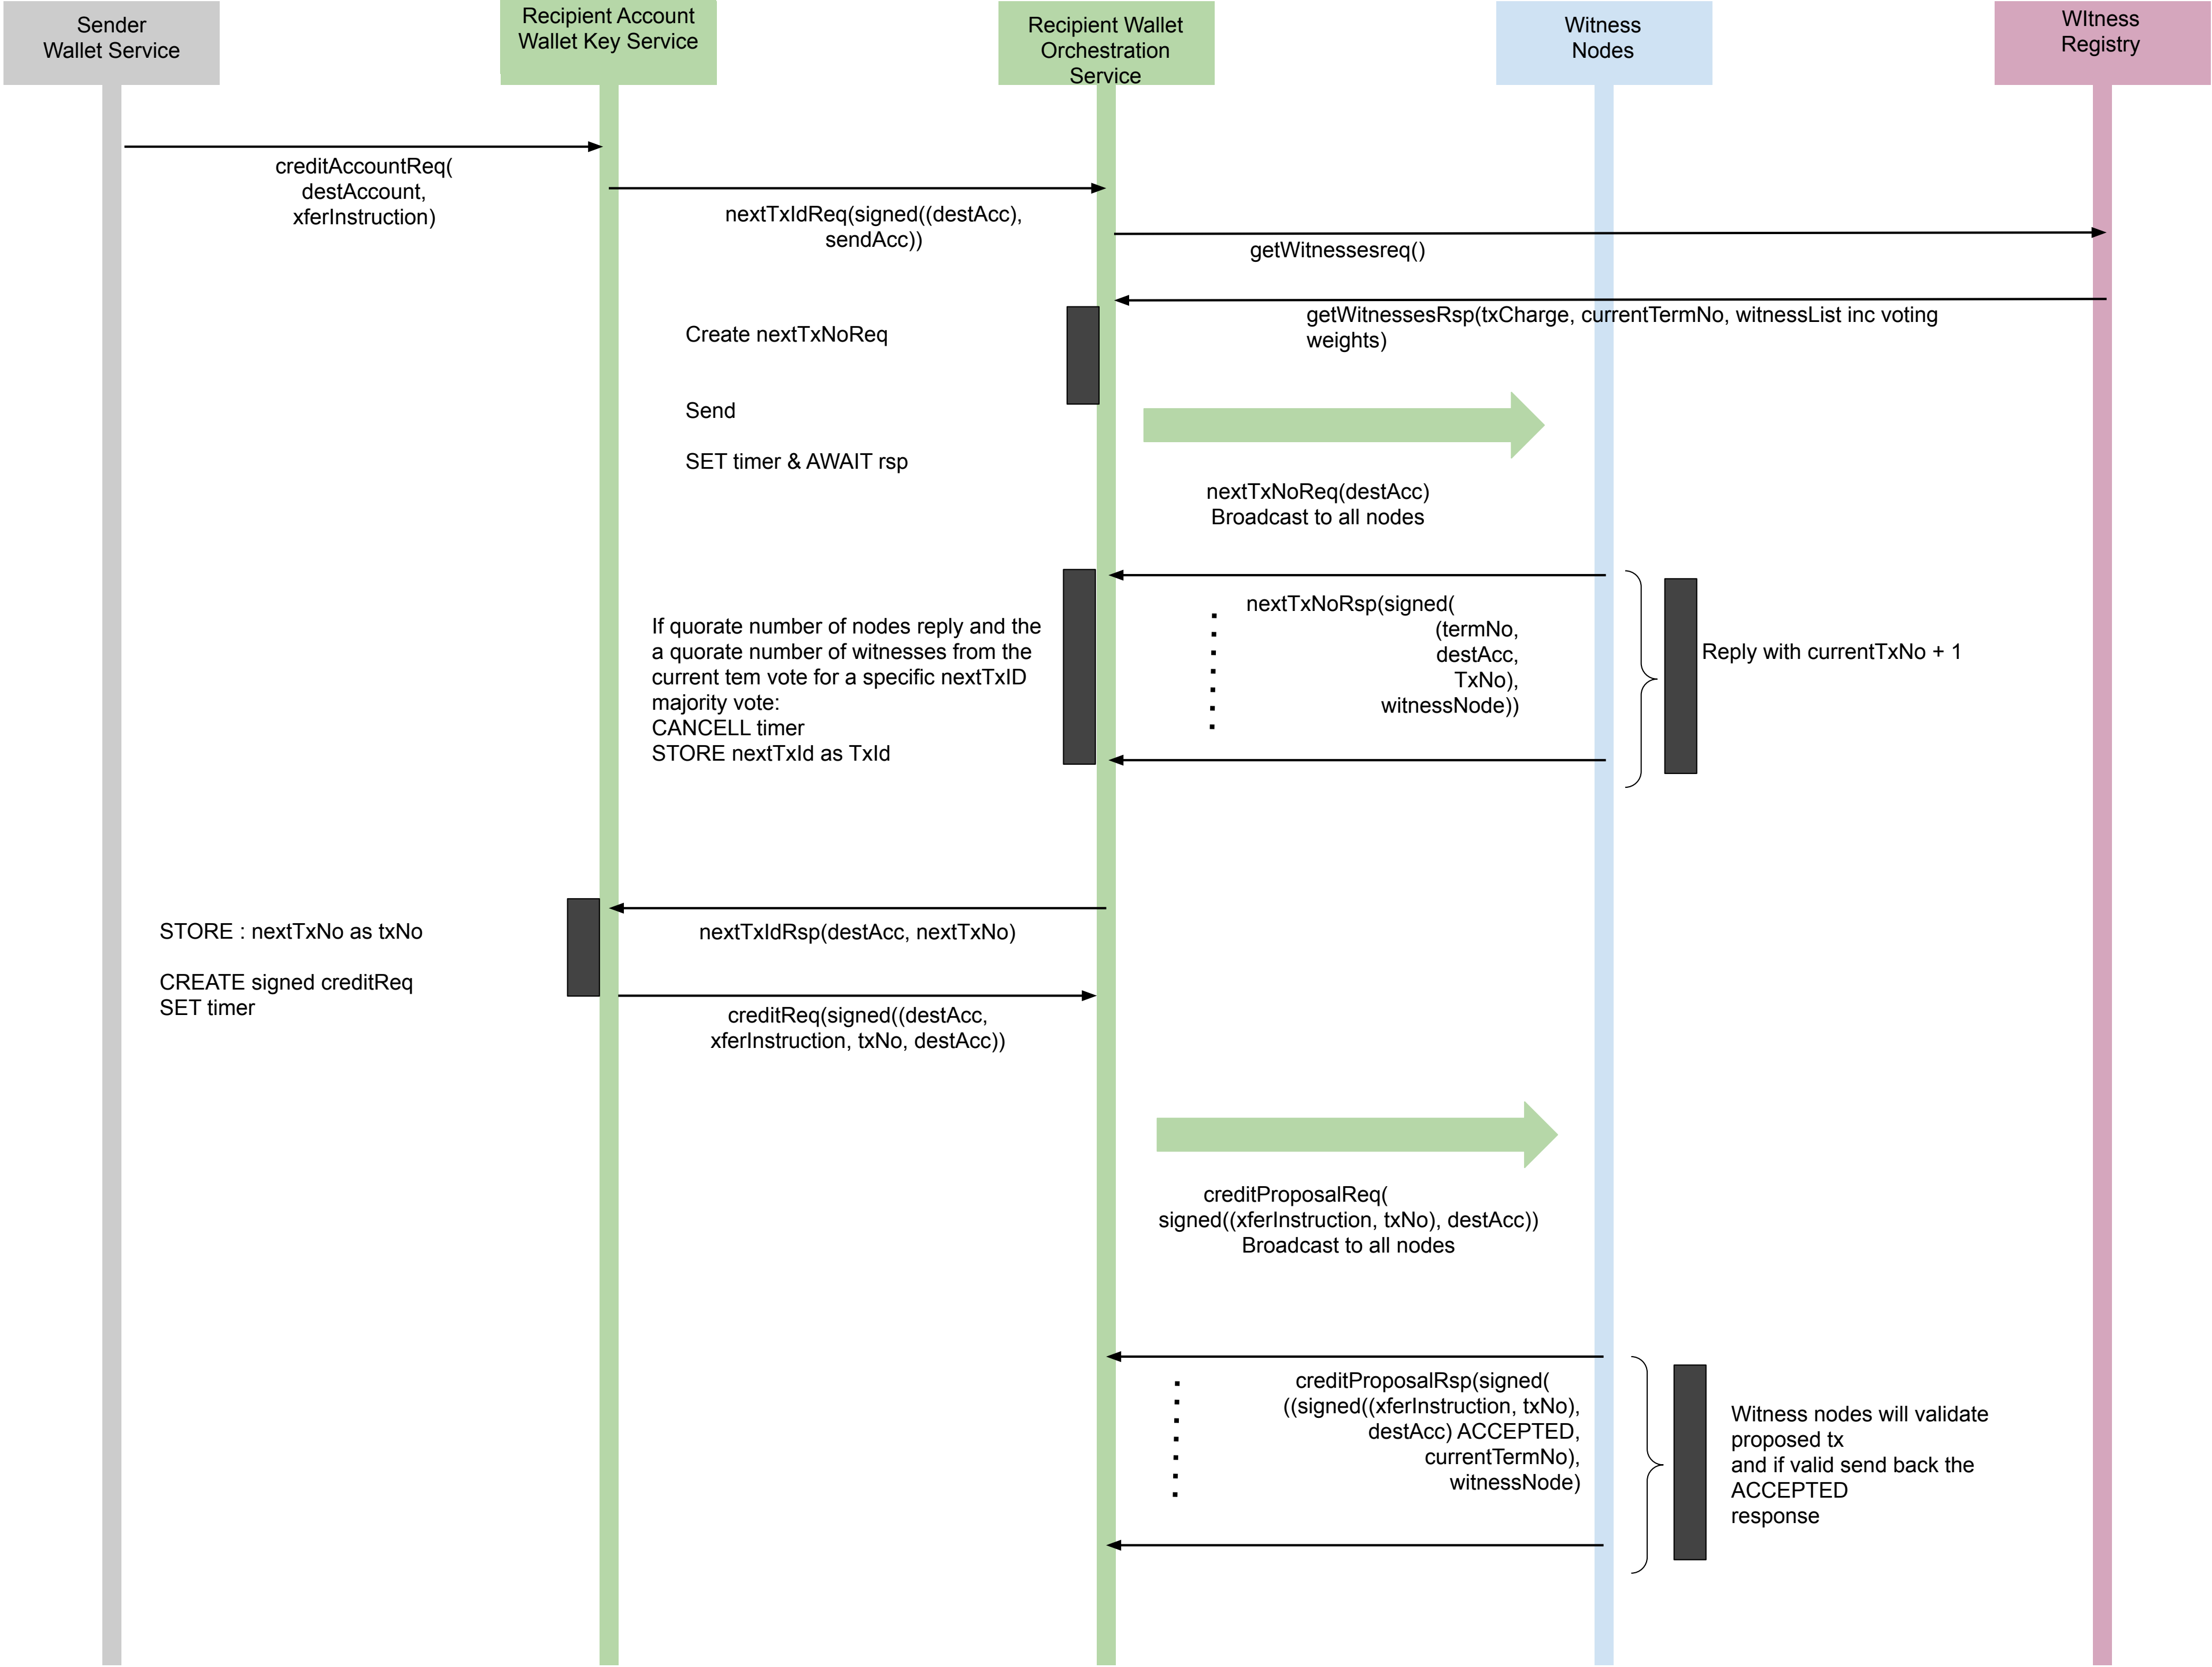 Sender
Wallet Service
Recipient Account
Wallet Key Service
Recipient Wallet
Orchestration
Service
Witness
Nodes
WItness
Registry
creditAccountReq(
destAccount,
xferInstruction)
nextTxIdReq(signed((destAcc),
sendAcc))
getWitnessesreq()
getWitnessesRsp(txCharge, currentTermNo, witnessList inc voting
weights)
Create nextTxNoReq
Send
SET timer & AWAIT rsp
nextTxNoReq(destAcc)
Broadcast to all nodes
nextTxNoRsp(signed(
(termNo,
destAcc,
TxNo),
witnessNode))
Reply with currentTxNo + 1
If quorate number of nodes reply and the
a quorate number of witnesses from the
current tem vote for a specific nextTxID
majority vote:
CANCELL timer
STORE nextTxId as TxId
nextTxIdRsp(destAcc, nextTxNo)
STORE : nextTxNo as txNo
CREATE signed creditReq
SET timer
creditReq(signed((destAcc,
xferInstruction, txNo, destAcc))
creditProposalReq(
signed((xferInstruction, txNo), destAcc))
Broadcast to all nodes
creditProposalRsp(signed(
((signed((xferInstruction, txNo),
destAcc) ACCEPTED,
currentTermNo),
witnessNode)
Witness nodes will validate
proposed tx
and if valid send back the
ACCEPTED
response